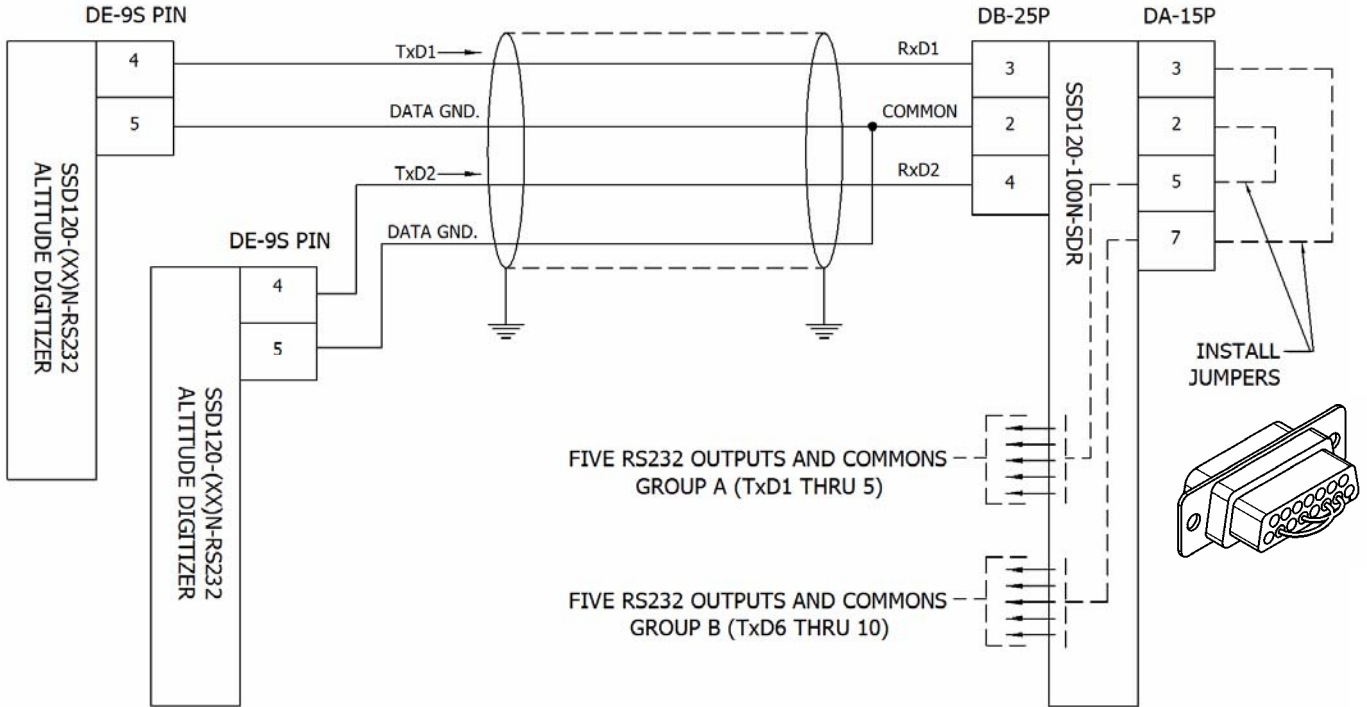 DE-9S PIN
DB-25P
DA-15P
4
5
SSD120-(XX)N-RS232
ALTITUDE DIGITIZER
TxD1
DATA GND.
TxD2
DATA GND.
RxD1
COMMON
RxD2
3
2
4
SSD120-100N-SDR
3
2
5
7
DE-9S PIN
4
5
SSD120-(XX)N-RS232
ALTITUDE DIGITIZER
INSTALL
JUMPERS
FIVE RS232 OUTPUTS AND COMMONS
GROUP A (TxD1 THRU 5)
FIVE RS232 OUTPUTS AND COMMONS
GROUP B (TxD6 THRU 10)